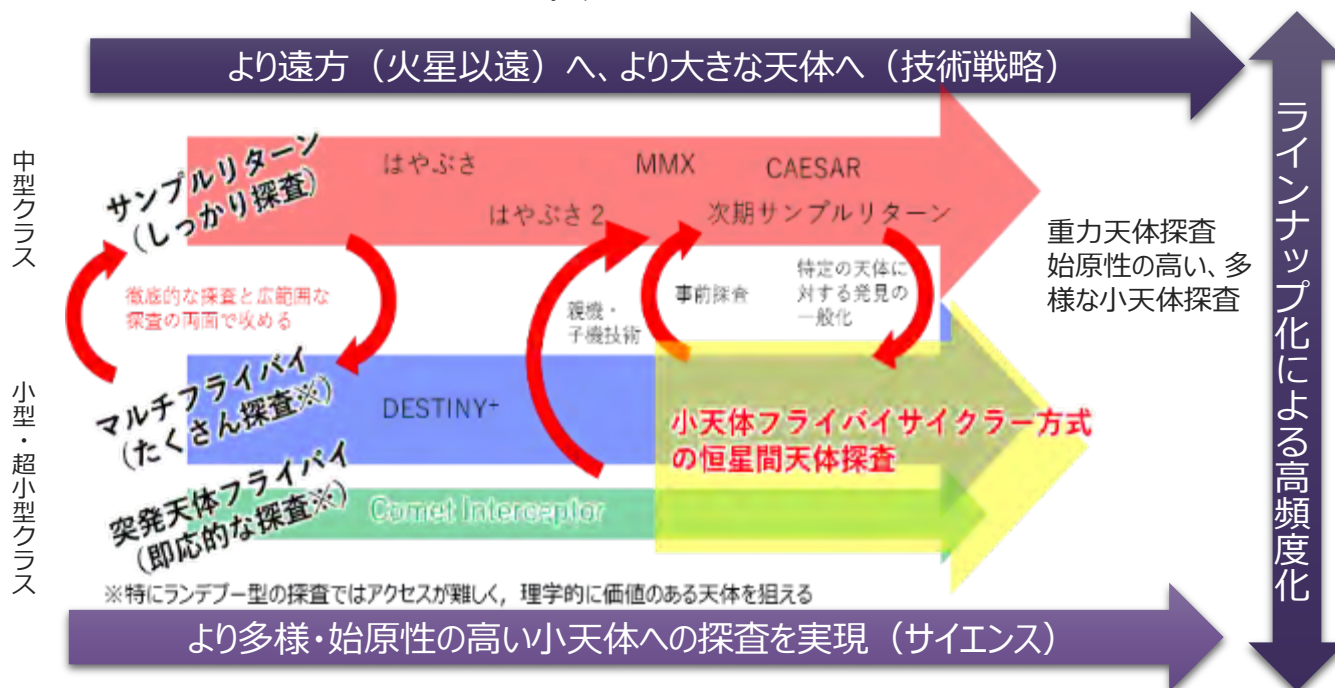 より遠方（火星以遠）へ、より大きな天体へ（技術戦略）
ラインナップ化による高頻度化
中型クラス
サンプルリターン
（しっかり探査）
はやぶさ
はやぶさ２
MMX
CAESAR
次期サンプルリターン
重力天体探査
始原性の高い、多
様な小天体探査
徹底的な探査と広範囲な
探査の両面で攻める
親機・
子機技術
事前探査
特定の天体に
対する発見の
一般化
小型・超小型クラス
マルチフライバイ
（たくさん探査※）
DESTINY⁺
小天体フライバイサイクラー方式
の恒星間天体探査
突発天体フライバイ
（即応的な探査※）
Comet Interceptor
※特にランデブー型の探査ではアクセスが難しく，理学的に価値のある天体を狙える
より多様・始原性の高い小天体への探査を実現（サイエンス）